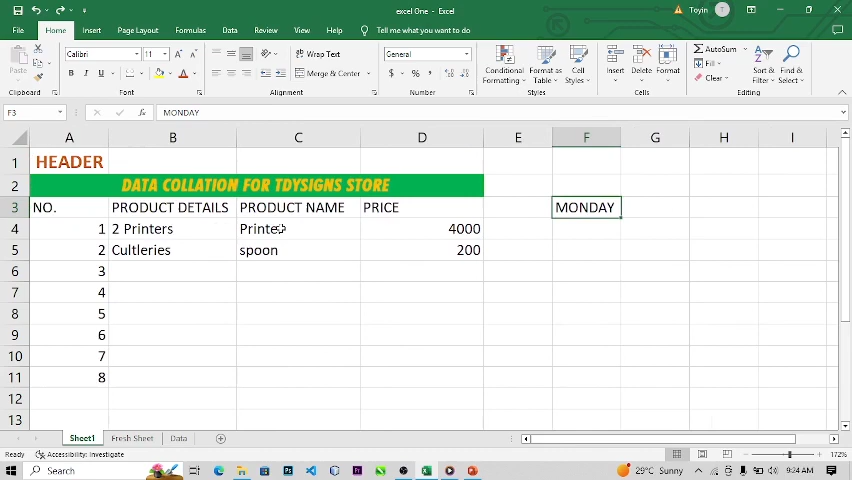 excel One - Excel
Toyin
T
File Home Insert Page Layout Formulas Data Review View Help Tell me what you want to do
Paste
Clipboard
Calibri 11
B I U
Font
Wrap Text
Merge & Center
Alignment
General
$ % ,
Number
Conditional Formatting
Format as Table
Cell Styles
Styles
Insert Delete Format
Cells
AutoSum
Fill
Clear
Sort & Filter
Find & Select
Editing
F3 fx MONDAY
A B C D E F G H I
1 HEADER
2 DATA COLLATION FOR TDYSIGNS STORE
3 NO. PRODUCT DETAILS PRODUCT NAME PRICE MONDAY
4 1 2 Printers Printer 4000
5 2 Cultleries spoon 200
6 3
7 4
8 5
9 6
10 7
11 8
12
13
Sheet1 Fresh Sheet Data
Ready Accessibility: Investigate 172%
Search 29°C Sunny 9:24 AM